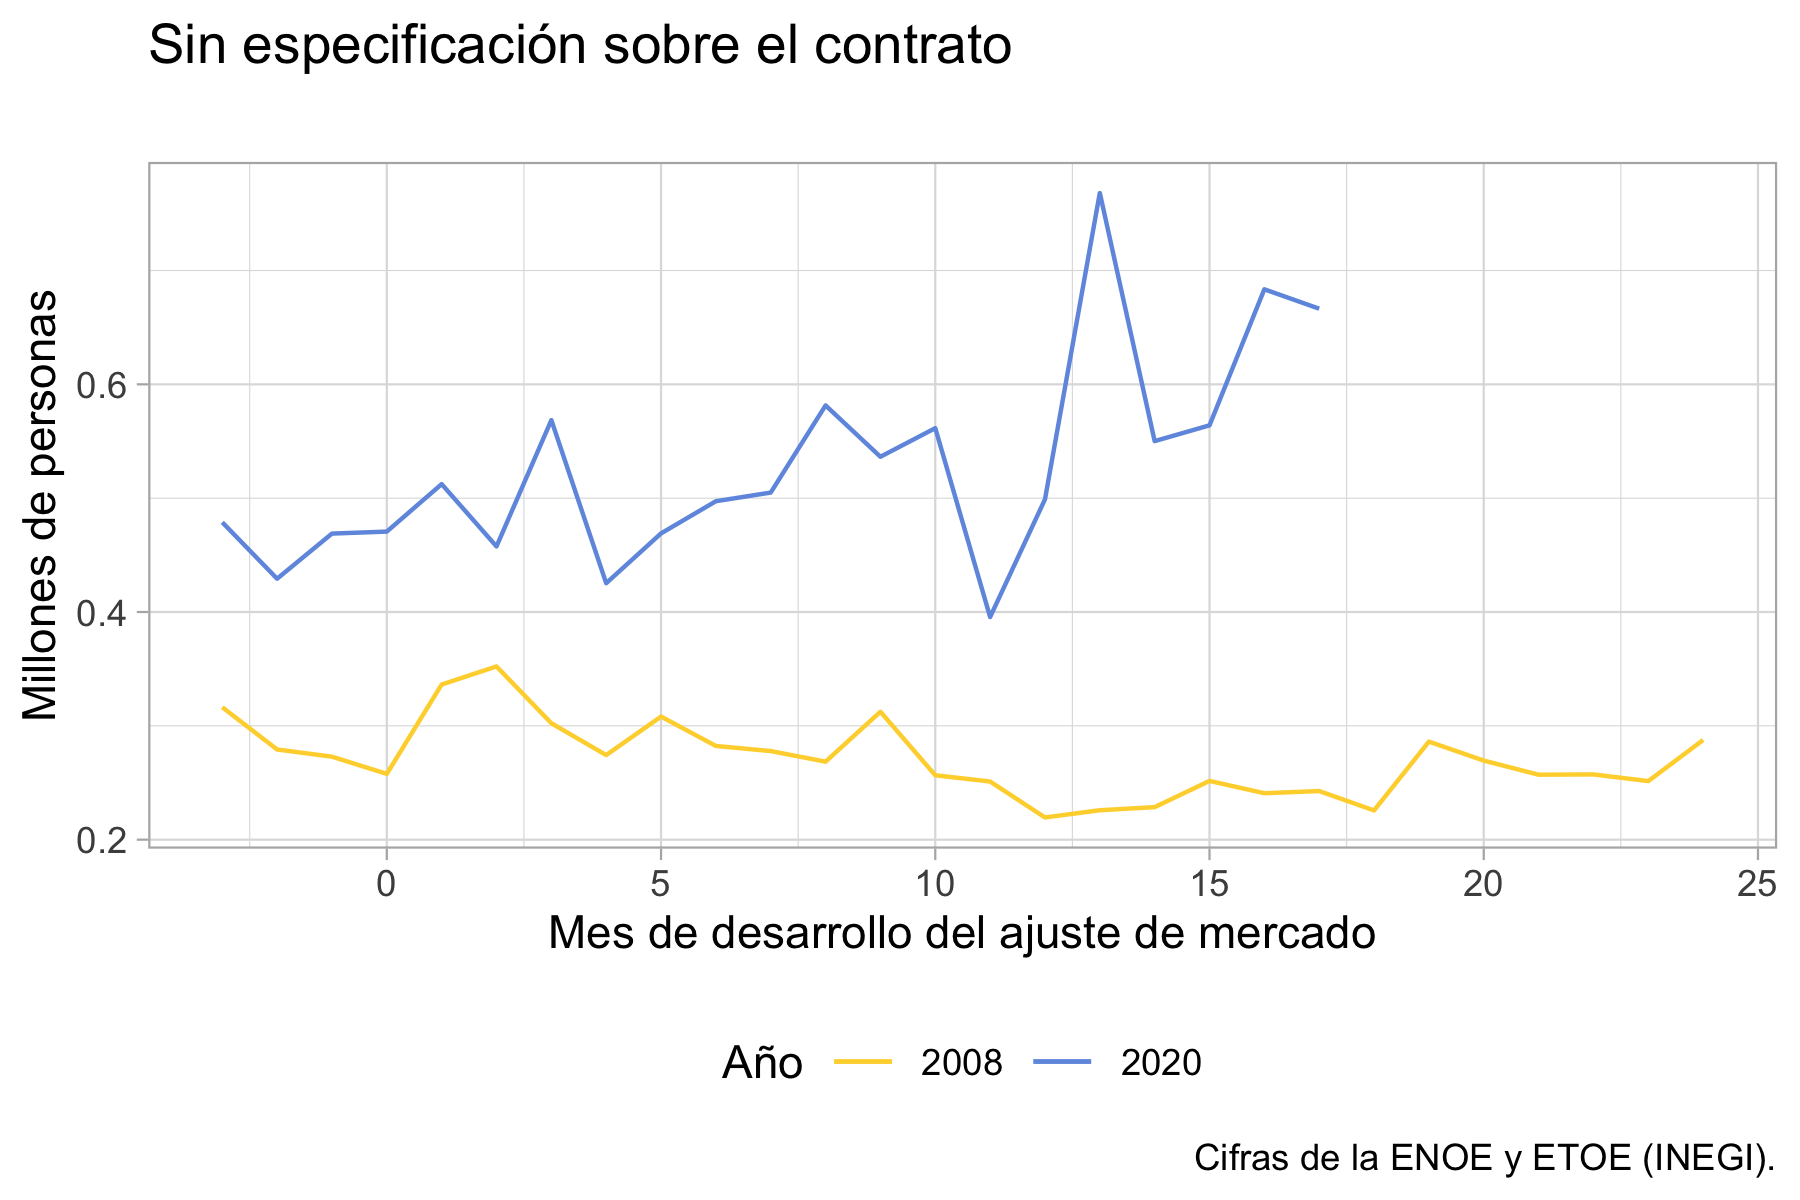 Sin especificación sobre el contrato
Millones de personas
0.6
0.4
0.2
0 5 10 15 20 25
Mes de desarrollo del ajuste de mercado
Año 2008 2020
Cifras de la ENOE y ETOE (INEGI).